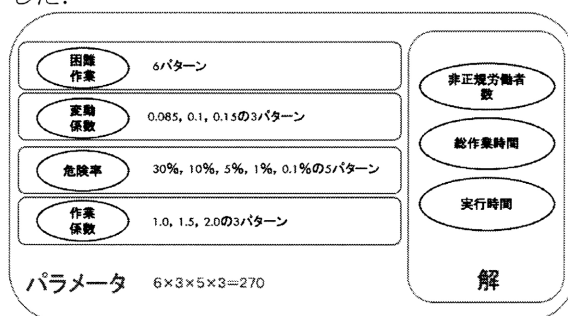 した.
困難
作業
6パターン
変動
係数
0.085, 0.1, 0.15の3パターン
危険率
30%, 10%, 5%, 1%, 0.1%の5パターン
作業
係数
1.0, 1.5, 2.0の3パターン
パラメータ 6×3×5×3=270
非正規労働者
数
総作業時間
実行時間
解